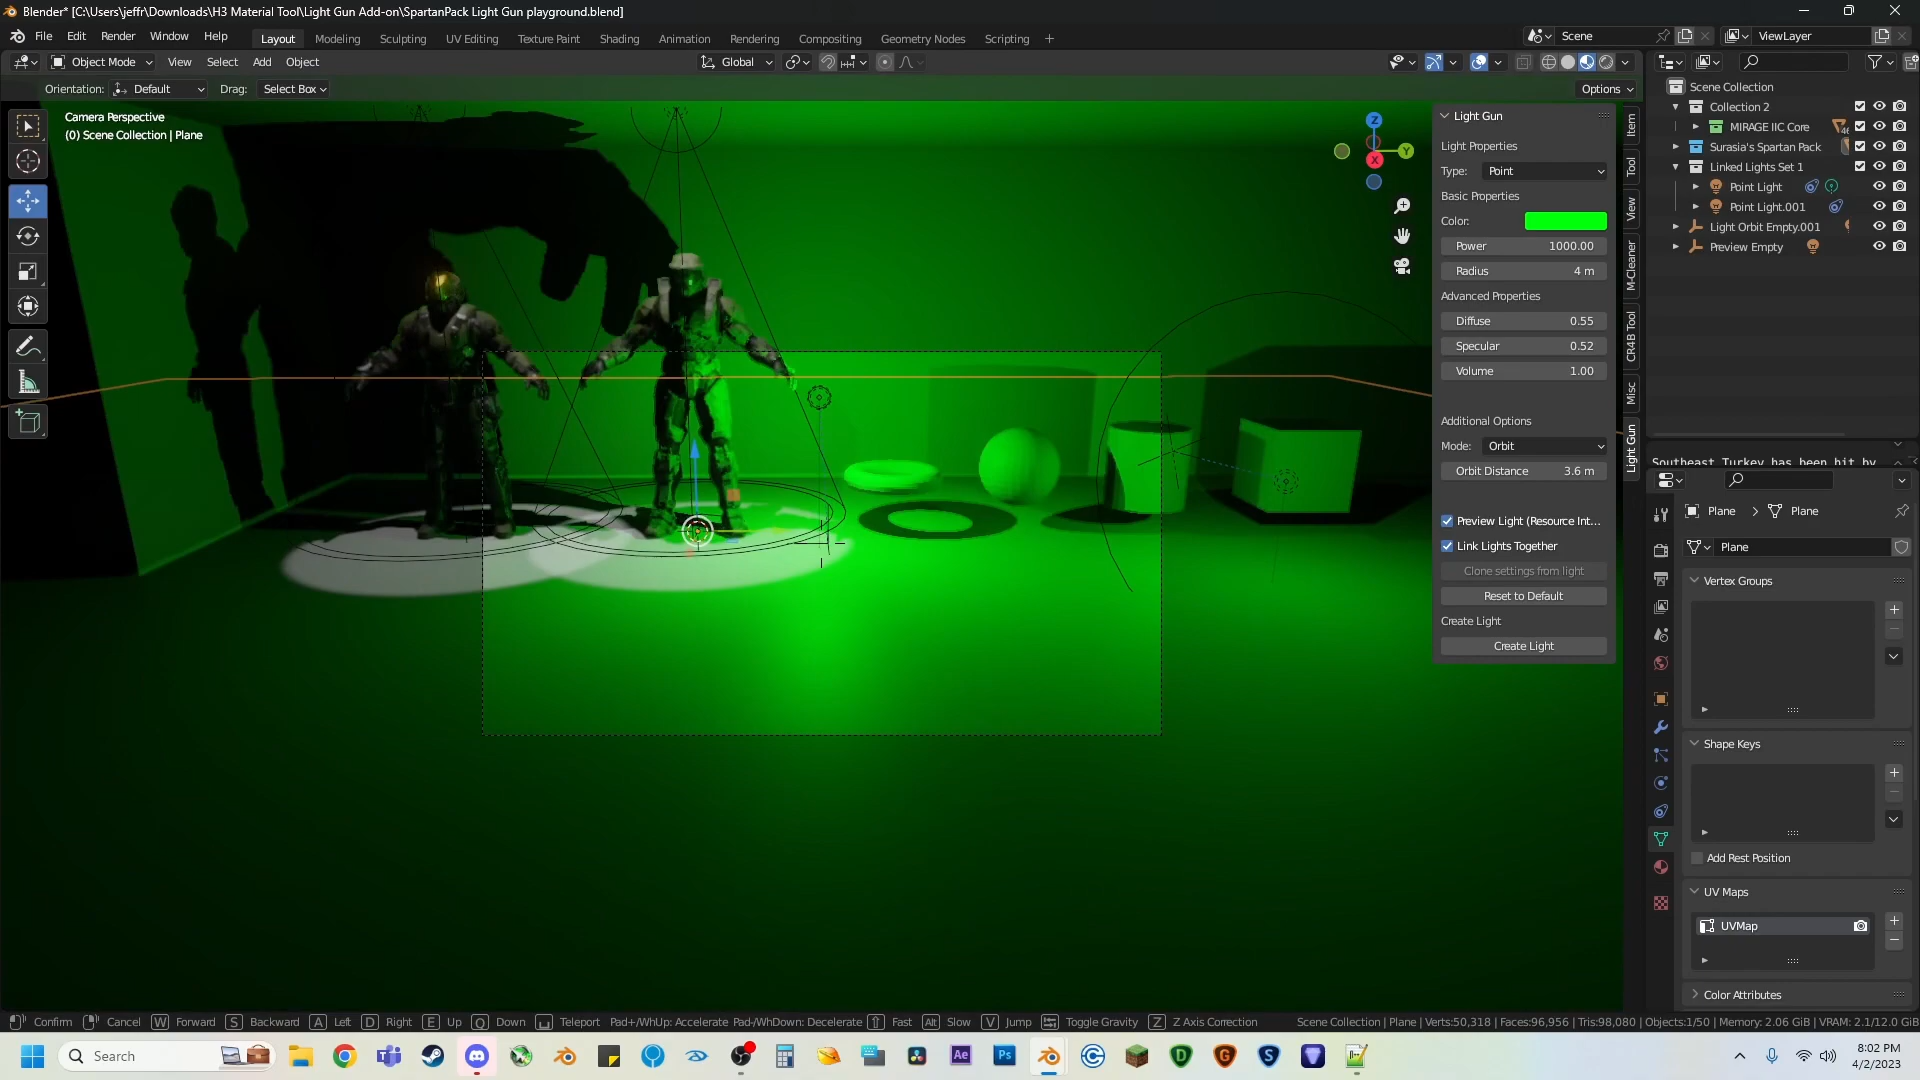 Blender* [C:\Users\jeffr\Downloads\H3 Material Tool\Light Gun Add-on\SpartanPack Light Gun playground.blend]
File Edit Render Window Help Layout Modeling Sculpting UV Editing Texture Paint Shading Animation Rendering Compositing Geometry Nodes Scripting + Scene ViewLayer
Object Mode View Select Add Object Global
Orientation: Default Drag: Select Box Options
Camera Perspective
(0) Scene Collection | Plane
Z
Y
X
Light Gun
Light Properties
Type: Point
Basic Properties
Color:
Power 1000.00
Radius 4 m
Advanced Properties
Diffuse 0.55
Specular 0.52
Volume 1.00
Additional Options
Mode: Orbit
Orbit Distance 3.6 m
Preview Light (Resource Int...
Link Lights Together
Clone settings from light
Reset to Default
Create Light
Create Light
Item
Tool
View
M-Cleaner
CR4B Tool
Misc
Light Gun
Scene Collection
Collection 2
MIRAGE IIC Core
Surasia's Spartan Pack
Linked Lights Set 1
Point Light
Point Light.001
Light Orbit Empty.001
Preview Empty
Southeast Turkey has been hit by
Plane > Plane
Plane
Vertex Groups
Shape Keys
Add Rest Position
UV Maps
UVMap
Color Attributes
Confirm Cancel W Forward S Backward A Left D Right E Up Q Down Teleport Pad+/WhUp: Accelerate Pad-/WhDown: Decelerate Fast Alt Slow V Jump Toggle Gravity Z Z Axis Correction Scene Collection | Plane | Verts:50,318 | Faces:96,956 | Tris:98,080 | Objects:1/50 | Memory: 2.06 GiB | VRAM: 2.1/12.0 GiB
Search Ae Ps D G S
8:02 PM
4/2/2023